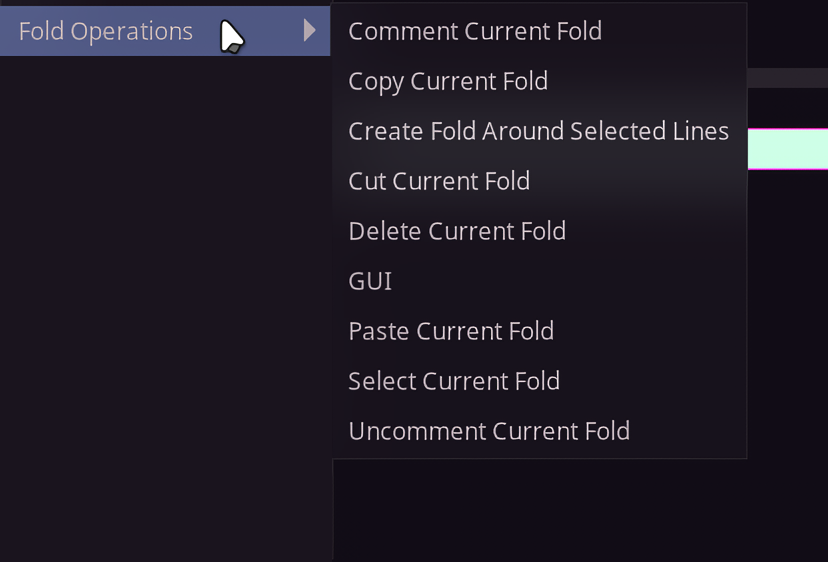 Fold Operations
Comment Current Fold
Copy Current Fold
Create Fold Around Selected Lines
Cut Current Fold
Delete Current Fold
GUI
Paste Current Fold
Select Current Fold
Uncomment Current Fold